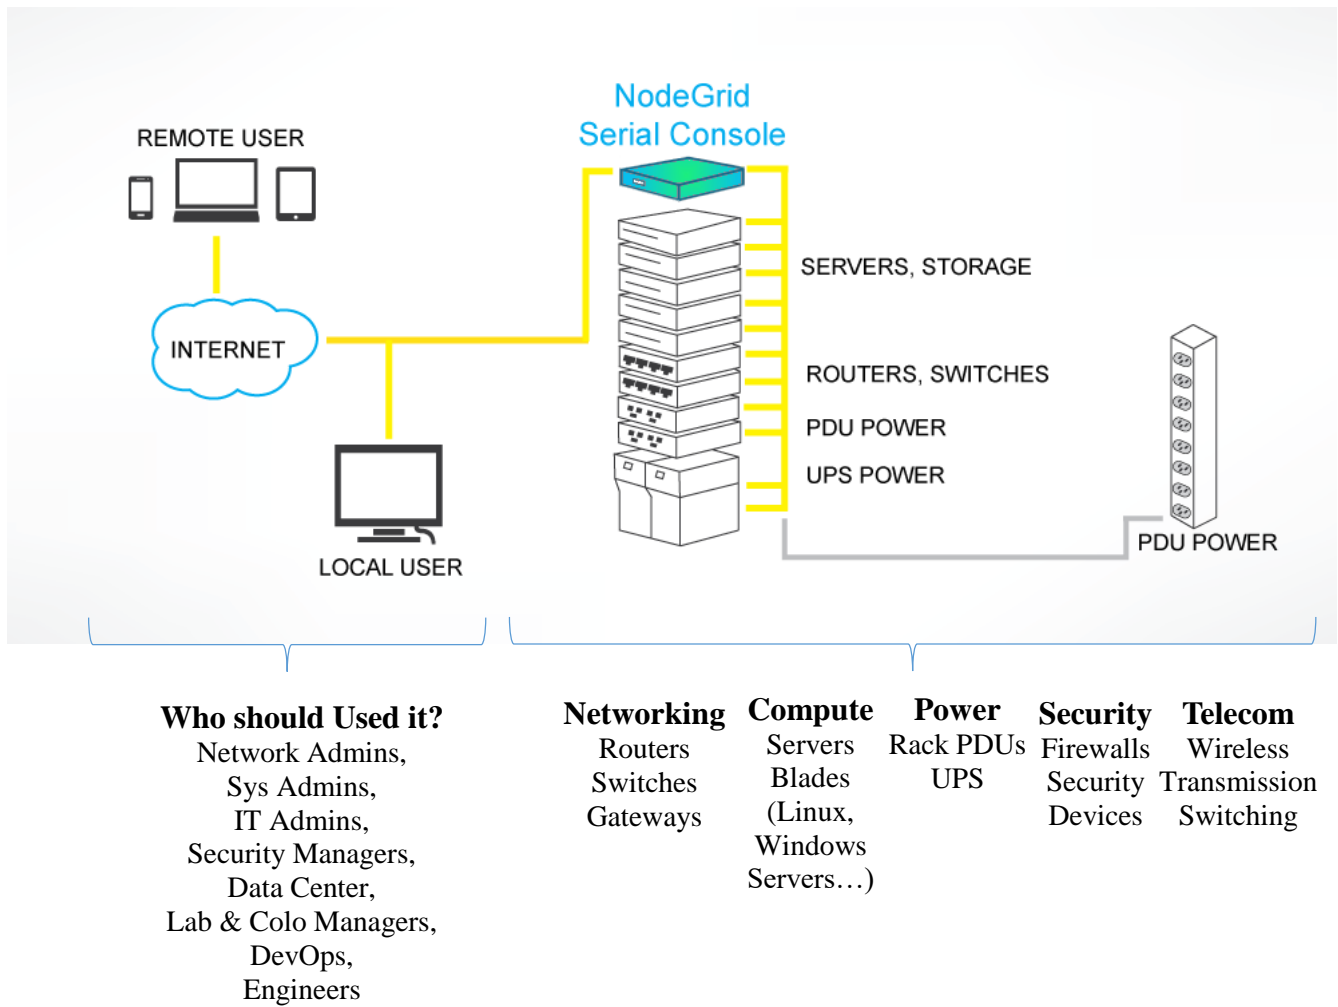 NodeGrid
Serial Console
REMOTE USER
SERVERS, STORAGE
INTERNET
ROUTERS, SWITCHES
PDU POWER
UPS POWER
PDU POWER
LOCAL USER
Who should Used it?
Network Admins,
Sys Admins,
IT Admins,
Security Managers,
Data Center,
Lab & Colo Managers,
DevOps,
Engineers
Networking
Routers
Switches
Gateways
Compute
Servers
Blades
(Linux,
Windows
Servers…)
Power
Rack PDUs
UPS
Security
Firewalls
Security
Devices
Telecom
Wireless
Transmission
Switching